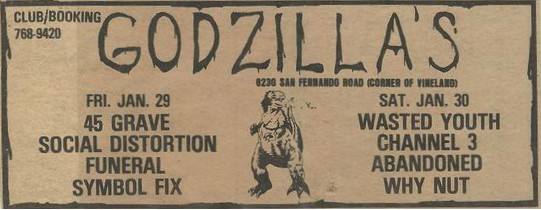 CLUB/BOOKING
768-9420
GODZILLA'S
8230 SAN FERNANDO ROAD (CORNER OF VINELAND)
FRI. JAN. 29
45 GRAVE
SOCIAL DISTORTION
FUNERAL
SYMBOL FIX
SAT. JAN. 30
WASTED YOUTH
CHANNEL 3
ABANDONED
WHY NUT